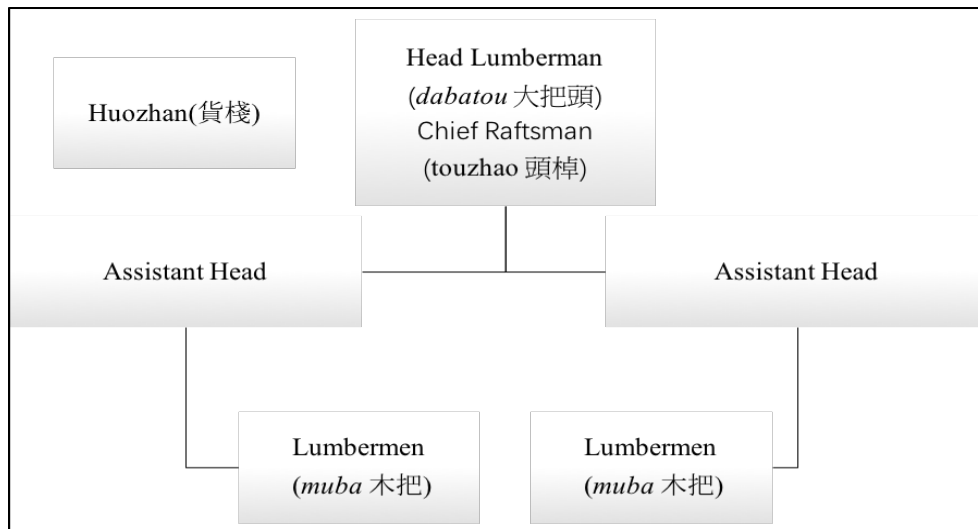 Huozhan(貨棧)
Head Lumberman
(dabatou 大把頭)
Chief Raftsman
(touzhao 頭棹)
Assistant Head
Assistant Head
Lumbermen
(muba 木把)
Lumbermen
(muba 木把)